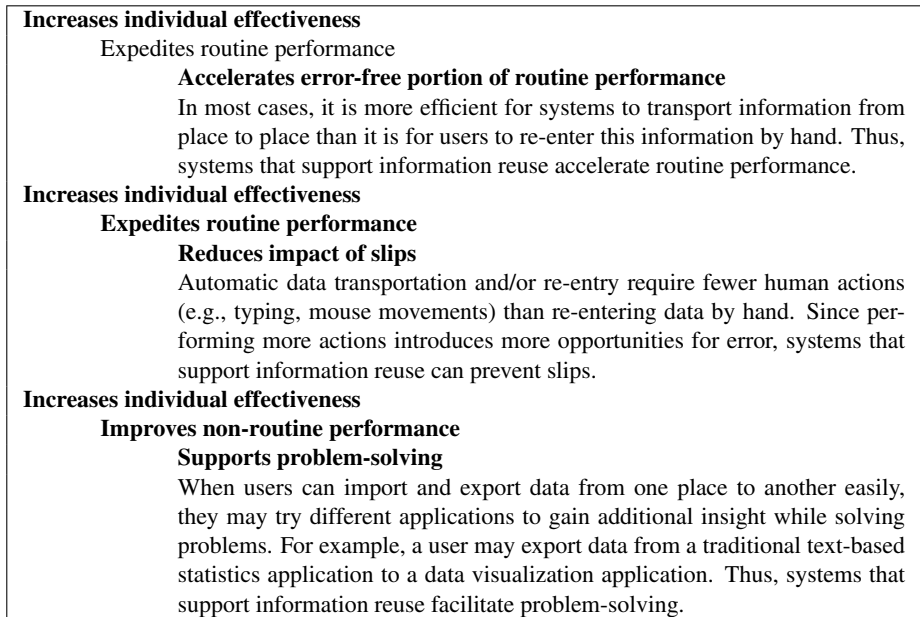 Increases individual effectiveness
Expedites routine performance
Accelerates error-free portion of routine performance
In most cases, it is more efficient for systems to transport information from
place to place than it is for users to re-enter this information by hand. Thus,
systems that support information reuse accelerate routine performance.
Increases individual effectiveness
Expedites routine performance
Reduces impact of slips
Automatic data transportation and/or re-entry require fewer human actions
(e.g., typing, mouse movements) than re-entering data by hand. Since per-
forming more actions introduces more opportunities for error, systems that
support information reuse can prevent slips.
Increases individual effectiveness
Improves non-routine performance
Supports problem-solving
When users can import and export data from one place to another easily,
they may try different applications to gain additional insight while solving
problems. For example, a user may export data from a traditional text-based
statistics application to a data visualization application. Thus, systems that
support information reuse facilitate problem-solving.